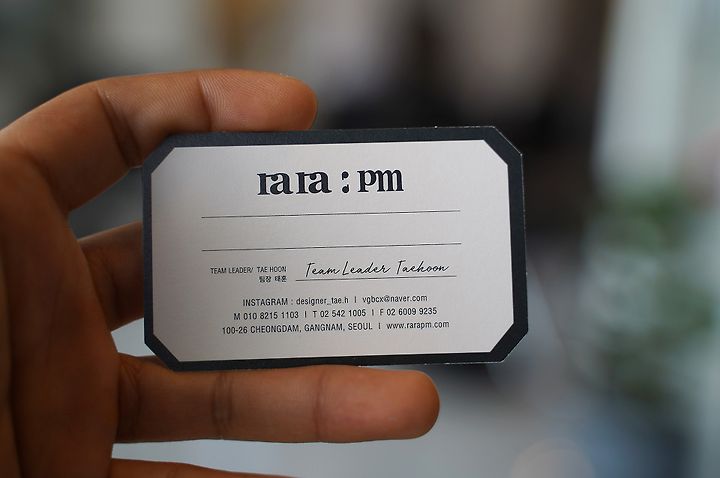 rara : pm
TEAM LEADER/ TAE HOON Team Leader Taehoon
팀장 태훈
INSTAGRAM : designer_tae.h I vgbcx@naver.com
M 010 8215 1103 I T 02 542 1005 I F 02 6009 9235
100-26 CHEONGDAM, GANGNAM, SEOUL I www.rarapm.com